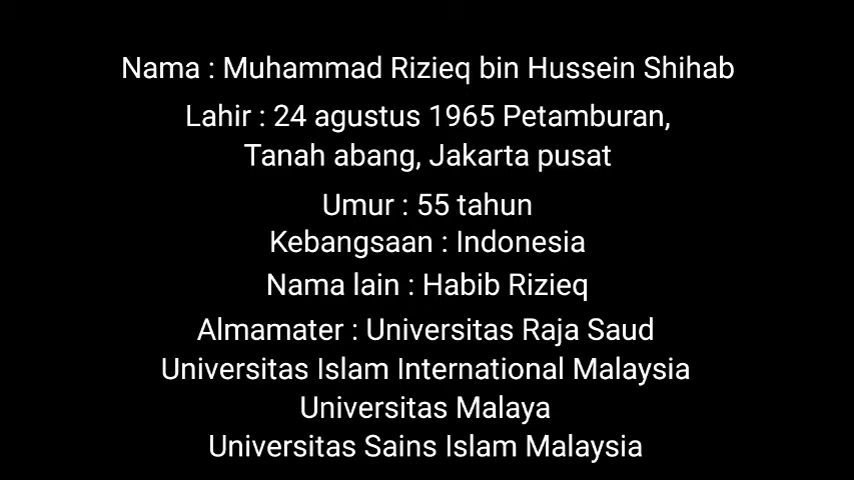 Nama : Muhammad Rizieq bin Hussein Shihab
Lahir : 24 agustus 1965 Petamburan,
Tanah abang, Jakarta pusat
Umur : 55 tahun
Kebangsaan : Indonesia
Nama lain : Habib Rizieq
Almamater : Universitas Raja Saud
Universitas Islam International Malaysia
Universitas Malaya
Universitas Sains Islam Malaysia